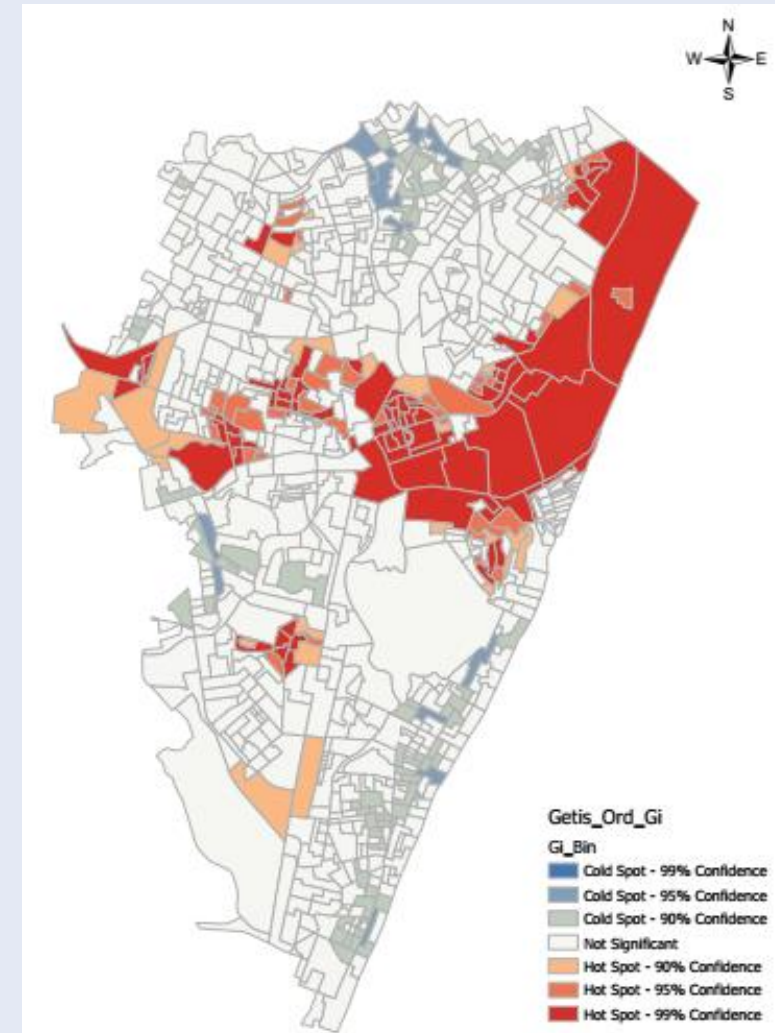 N
W E
S
Getis_Ord_Gi
Gi_Bin
Cold Spot - 99% Confidence
Cold Spot - 95% Confidence
Cold Spot - 90% Confidence
Not Significant
Hot Spot - 90% Confidence
Hot Spot - 95% Confidence
Hot Spot - 99% Confidence